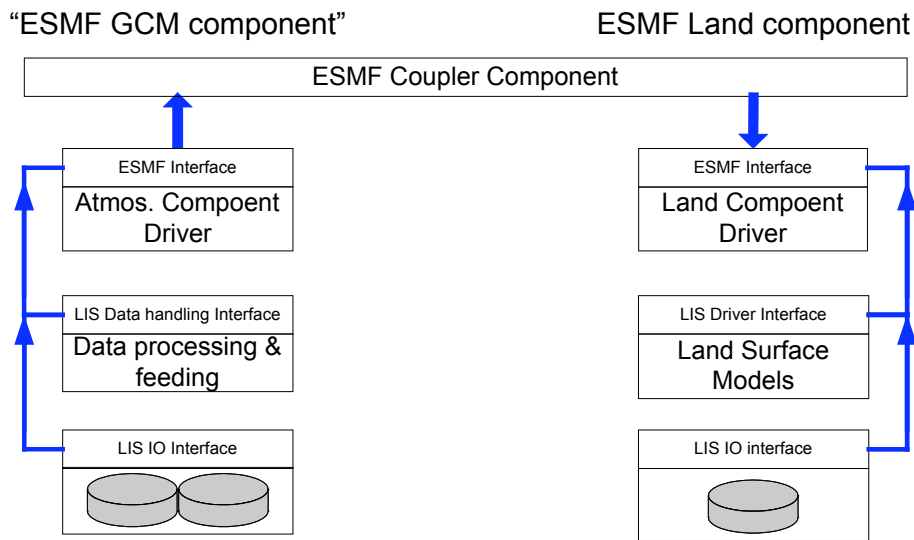 “ESMF GCM component”
ESMF Land component
ESMF Coupler Component
ESMF Interface
Atmos. Compoent
Driver
ESMF Interface
Land Compoent
Driver
LIS Data handling Interface
Data processing &
feeding
LIS Driver Interface
Land Surface
Models
LIS IO Interface
LIS IO interface